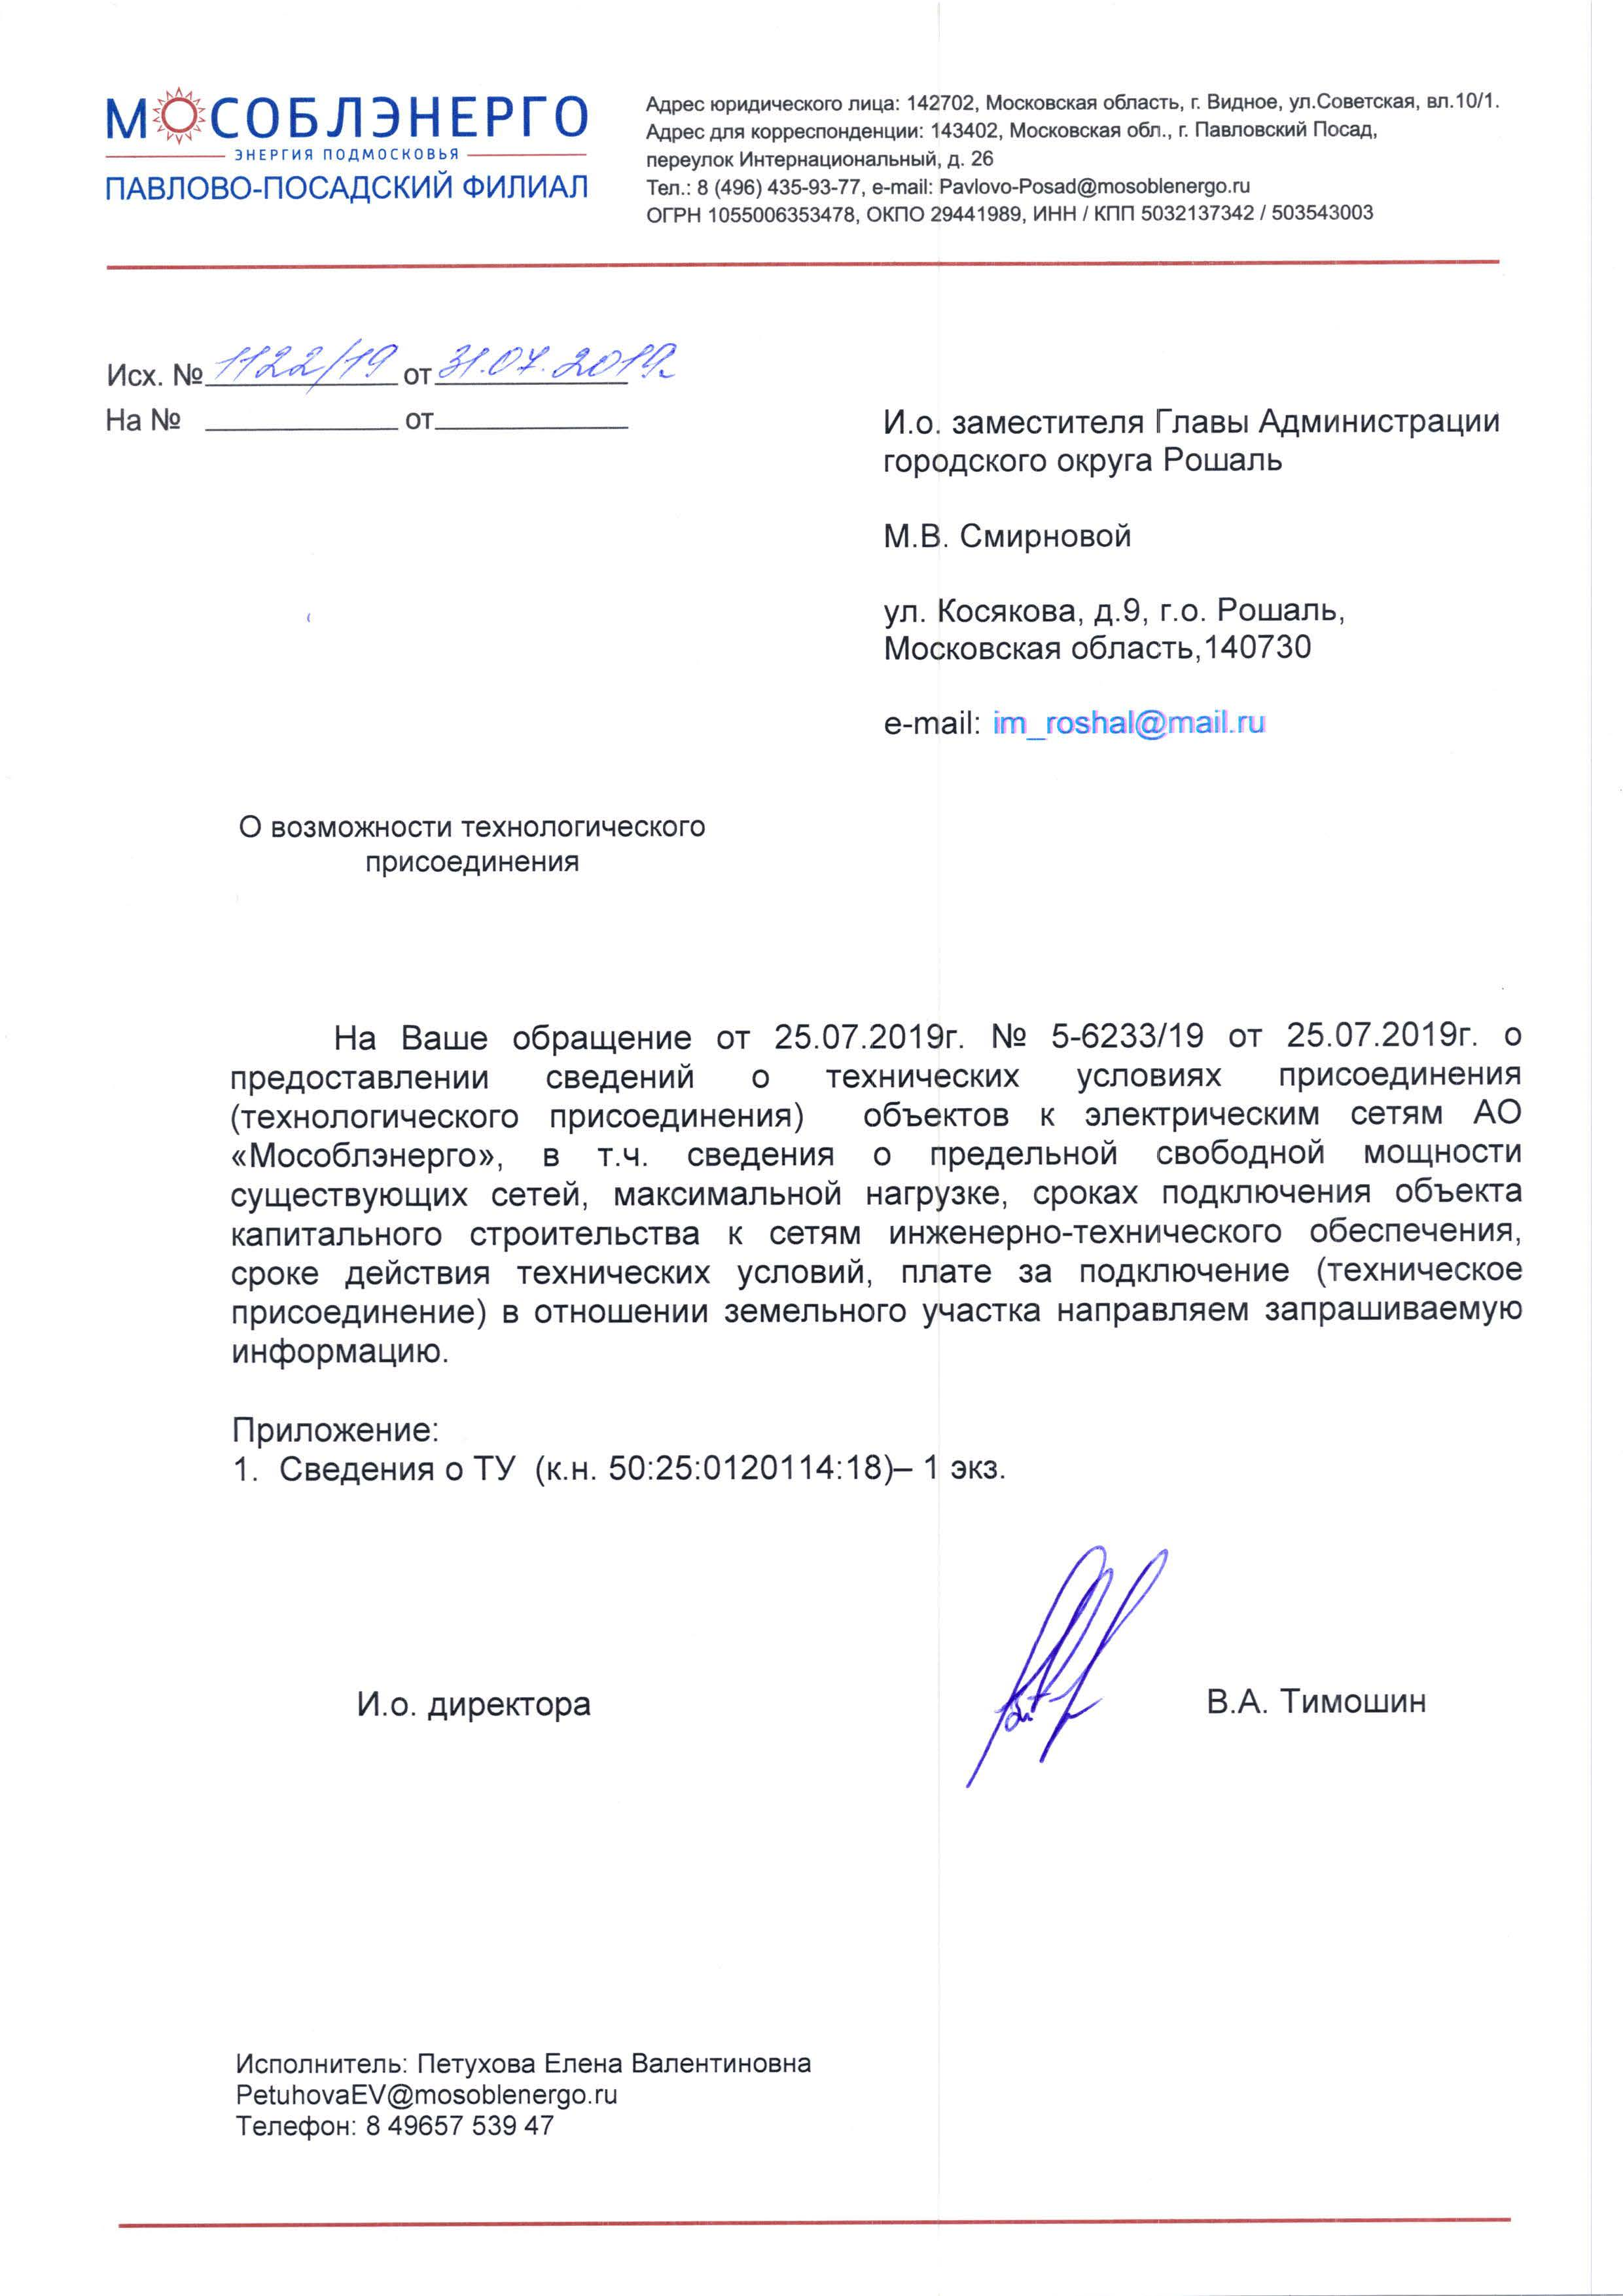 МОСОБЛЭНЕРГО
ЭНЕРГИЯ ПОДМОСКОВЬЯ
ПАВЛОВО-ПОСАДСКИЙ ФИЛИАЛ
Адрес юридического лица: 142702, Московская область, г. Видное, ул.Советская, вл.10/1.
Адрес для корреспонденции: 143402, Московская обл., г. Павловский Посад,
переулок Интернациональный, д. 26
Тел.: 8 (496) 435-93-77, e-mail: Pavlovo-Posad@mosoblenergo.ru
ОГРН 1055006353478, ОКПО 29441989, ИНН / КПП 5032137342 / 503543003
Исх. № 1122/19 от 31.07.2019г.
На № ____________ от ____________
И.о. заместителя Главы Администрации
городского округа Рошаль
М.В. Смирновой
ул. Косякова, д.9, г.о. Рошаль,
Московская область,140730
e-mail: im_roshal@mail.ru
О возможности технологического
присоединения
На Ваше обращение от 25.07.2019г. № 5-6233/19 от 25.07.2019г. о
предоставлении сведений о технических условиях присоединения
(технологического присоединения) объектов к электрическим сетям АО
«Мособлэнерго», в т.ч. сведения о предельной свободной мощности
существующих сетей, максимальной нагрузке, сроках подключения объекта
капитального строительства к сетям инженерно-технического обеспечения,
сроке действия технических условий, плате за подключение (техническое
присоединение) в отношении земельного участка направляем запрашиваемую
информацию.
Приложение:
1. Сведения о ТУ (к.н. 50:25:0120114:18)– 1 экз.
И.о. директора
В.А. Тимошин
Исполнитель: Петухова Елена Валентиновна
PetuhovaEV@mosoblenergo.ru
Телефон: 8 49657 539 47